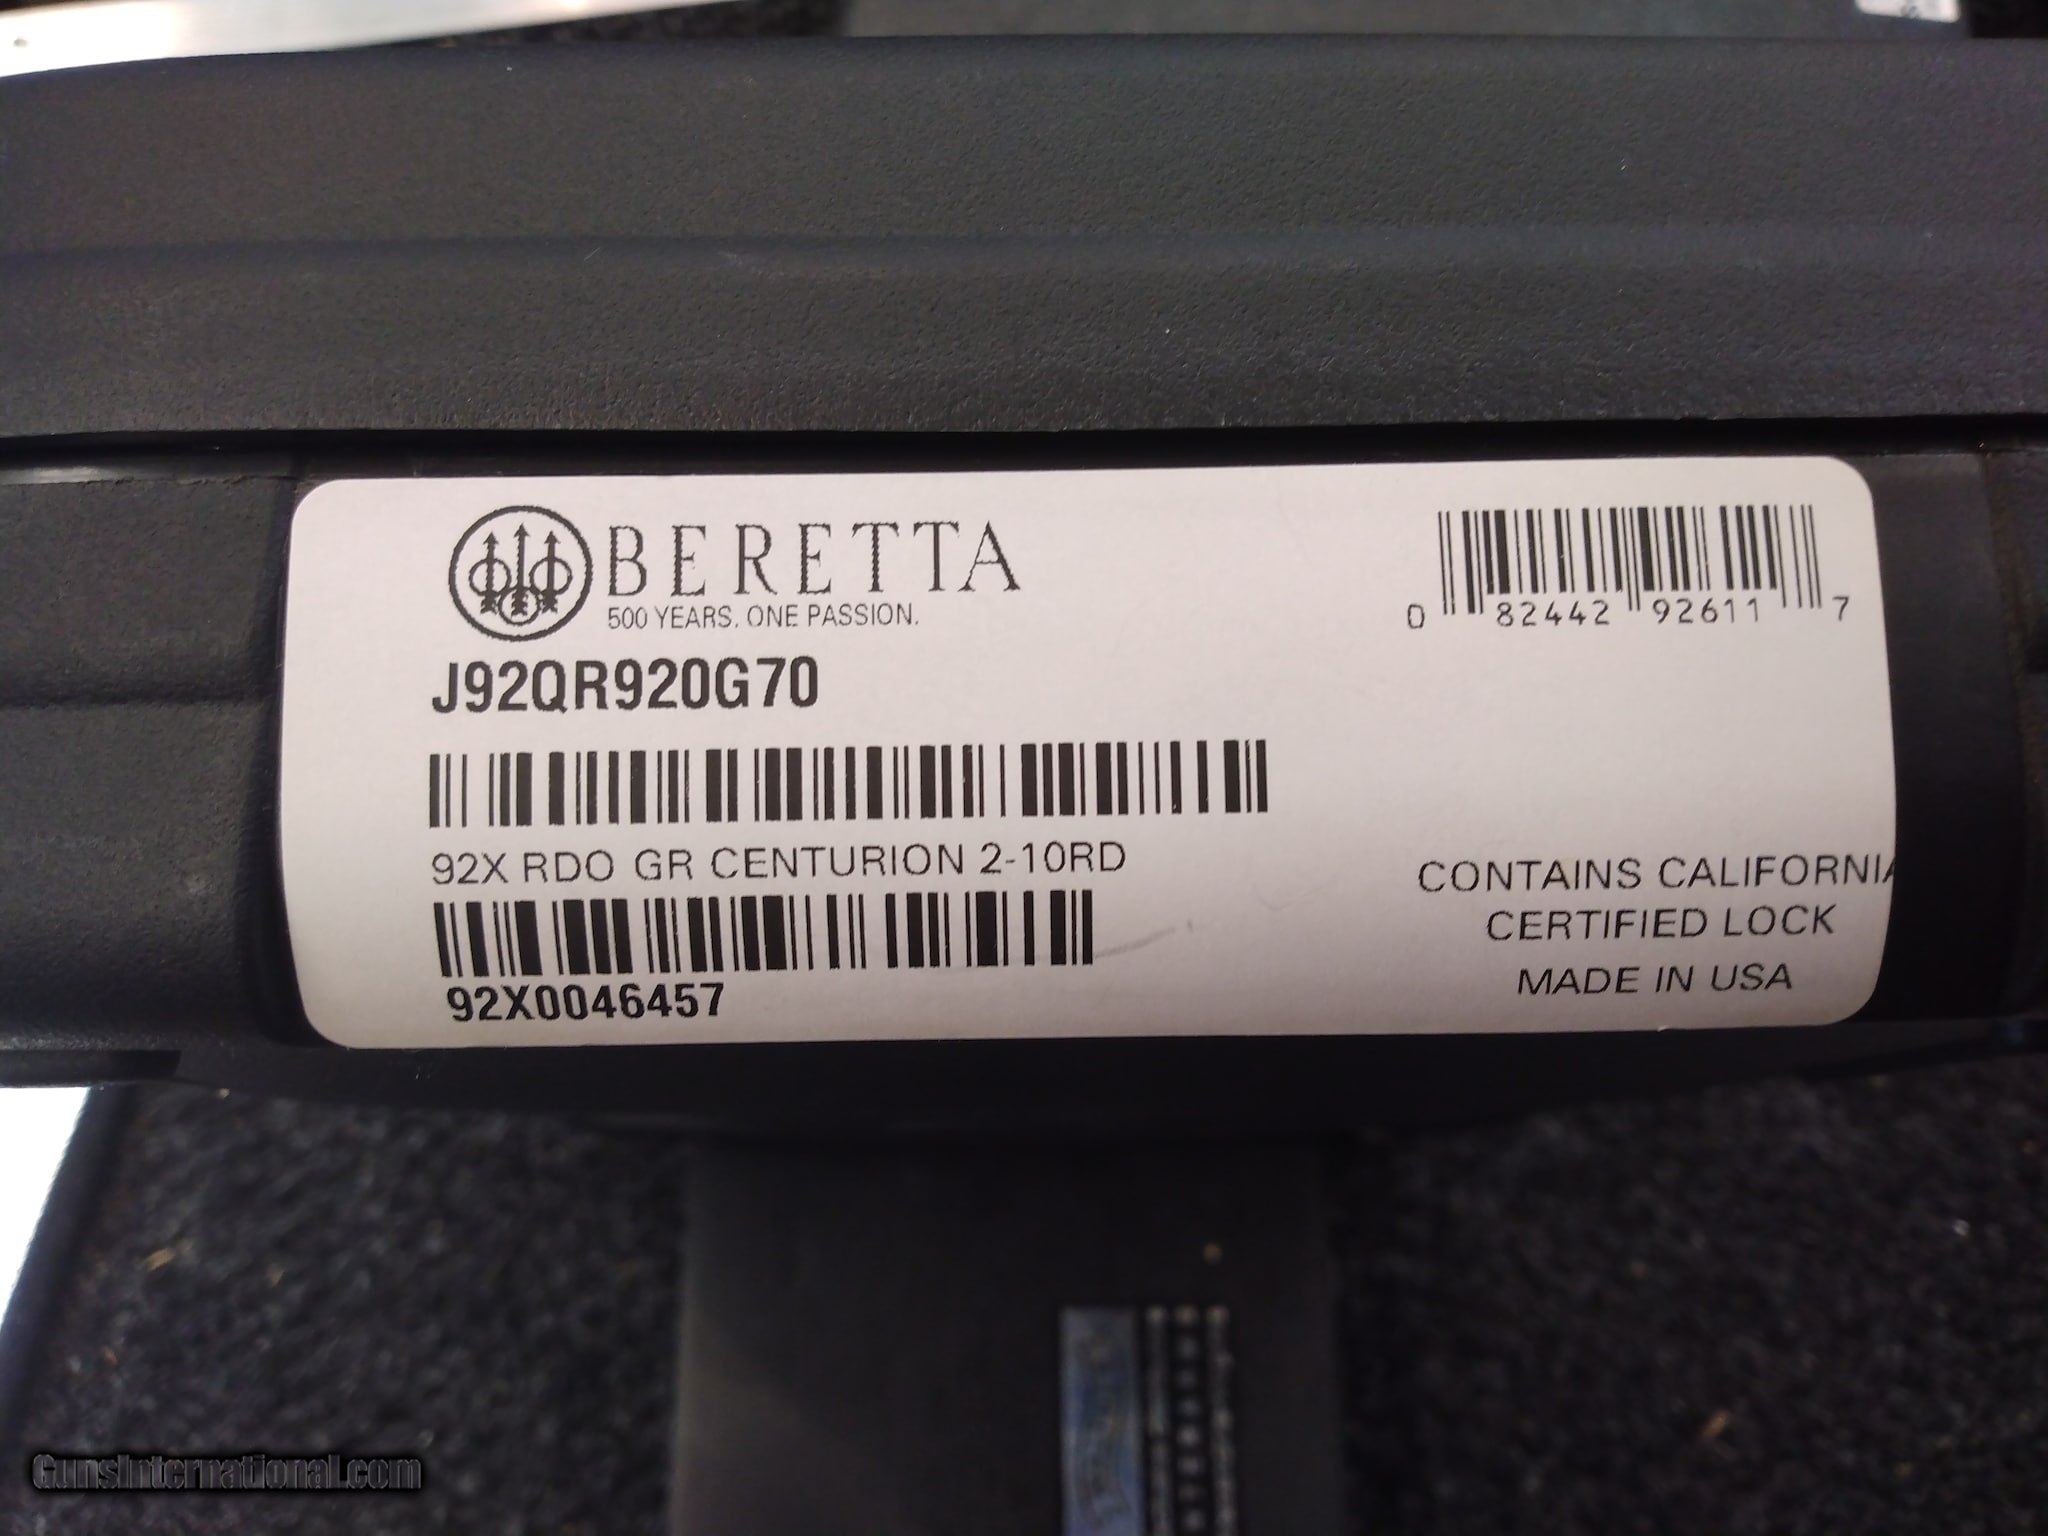 BERETTA
500 YEARS. ONE PASSION.
0 82442 92611 7
J92QR920G70
92X RDO GR CENTURION 2-10RD
92X0046457
CONTAINS CALIFORNIA
CERTIFIED LOCK
MADE IN USA
GunsInternational.com